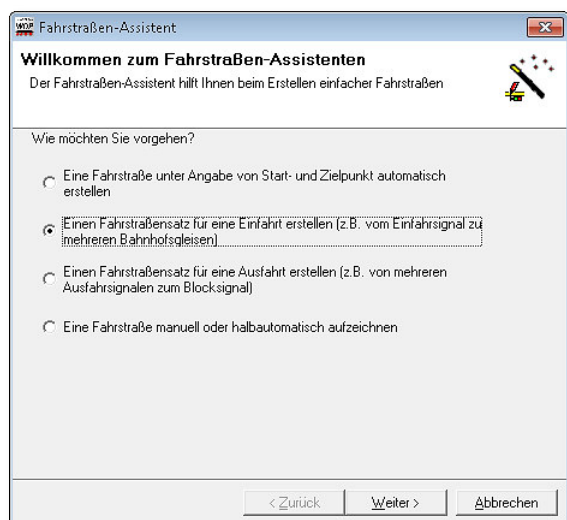 WDP Fahrstraßen-Assistent
Willkommen zum Fahrstraßen-Assistenten
Der Fahrstraßen-Assistent hilft Ihnen beim Erstellen einfacher Fahrstraßen
Wie möchten Sie vorgehen?
Eine Fahrstraße unter Angabe von Start- und Zielpunkt automatisch
erstellen
Einen Fahrstraßensatz für eine Einfahrt erstellen (z.B. vom Einfahrsignal zu
mehreren Bahnhofsgleisen)
Einen Fahrstraßensatz für eine Ausfahrt erstellen (z.B. von mehreren
Ausfahrsignalen zum Blocksignal)
Eine Fahrstraße manuell oder halbautomatisch aufzeichnen
< Zurück Weiter > Abbrechen